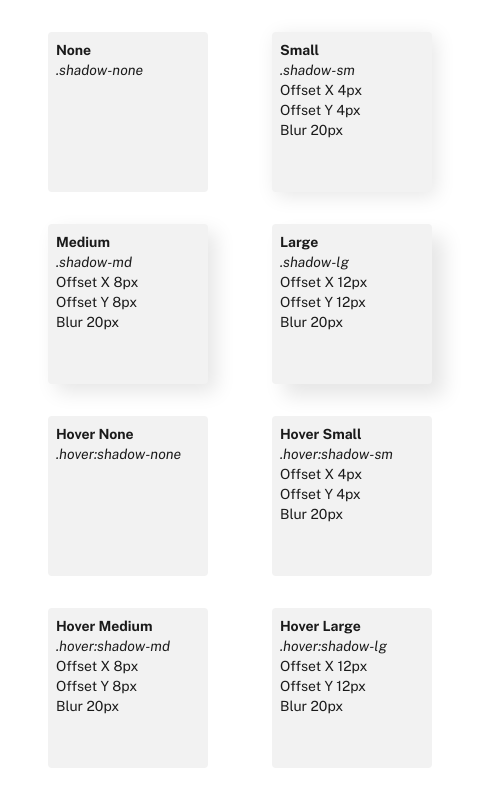 None
.shadow-none
Small
.shadow-sm
Offset X 4px
Offset Y 4px
Blur 20px
Medium
.shadow-md
Offset X 8px
Offset Y 8px
Blur 20px
Large
.shadow-lg
Offset X 12px
Offset Y 12px
Blur 20px
Hover None
.hover:shadow-none
Hover Small
.hover:shadow-sm
Offset X 4px
Offset Y 4px
Blur 20px
Hover Medium
.hover:shadow-md
Offset X 8px
Offset Y 8px
Blur 20px
Hover Large
.hover:shadow-lg
Offset X 12px
Offset Y 12px
Blur 20px